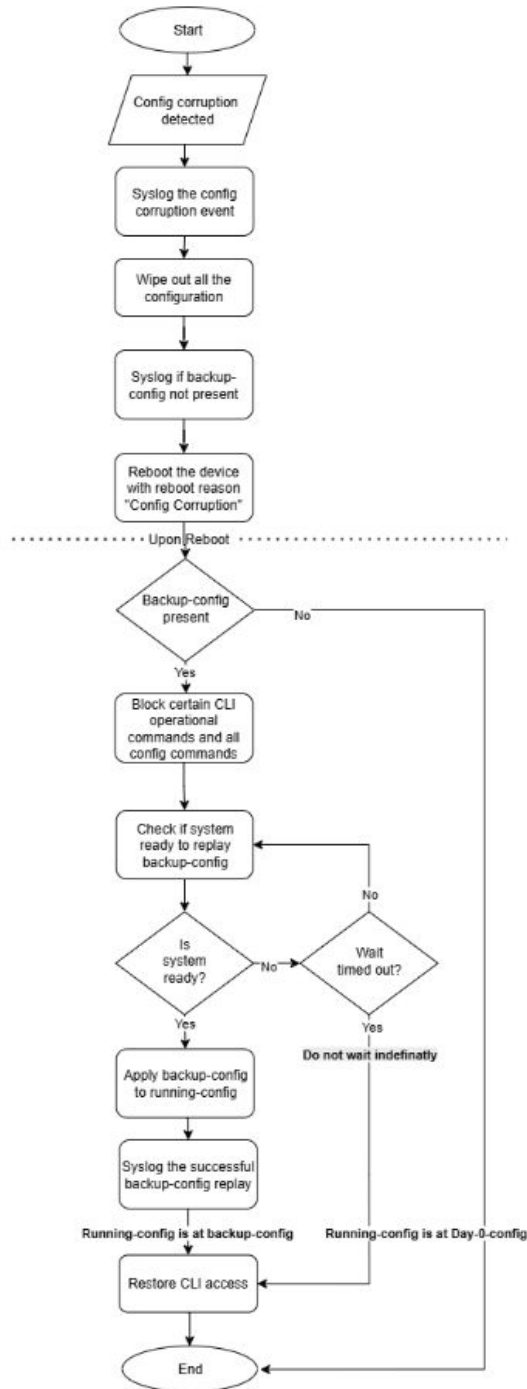 Start
Config corruption
detected
Syslog the config
corruption event
Wipe out all the
configuration
Syslog if backup-
config not present
Reboot the device
with reboot reason
"Config Corruption"
Upon Reboot
Backup-config
present
No
Yes
Block certain CLI
operational
commands and all
config commands
Check if system
ready to replay
backup-config
No
Is
system
ready?
No
Wait
timed out?
Yes
Yes
Do not wait indefinatly
Apply backup-config
to running-config
Syslog the successful
backup-config replay
Running-config is at backup-config
Running-config is at Day-0-config
Restore CLI access
End